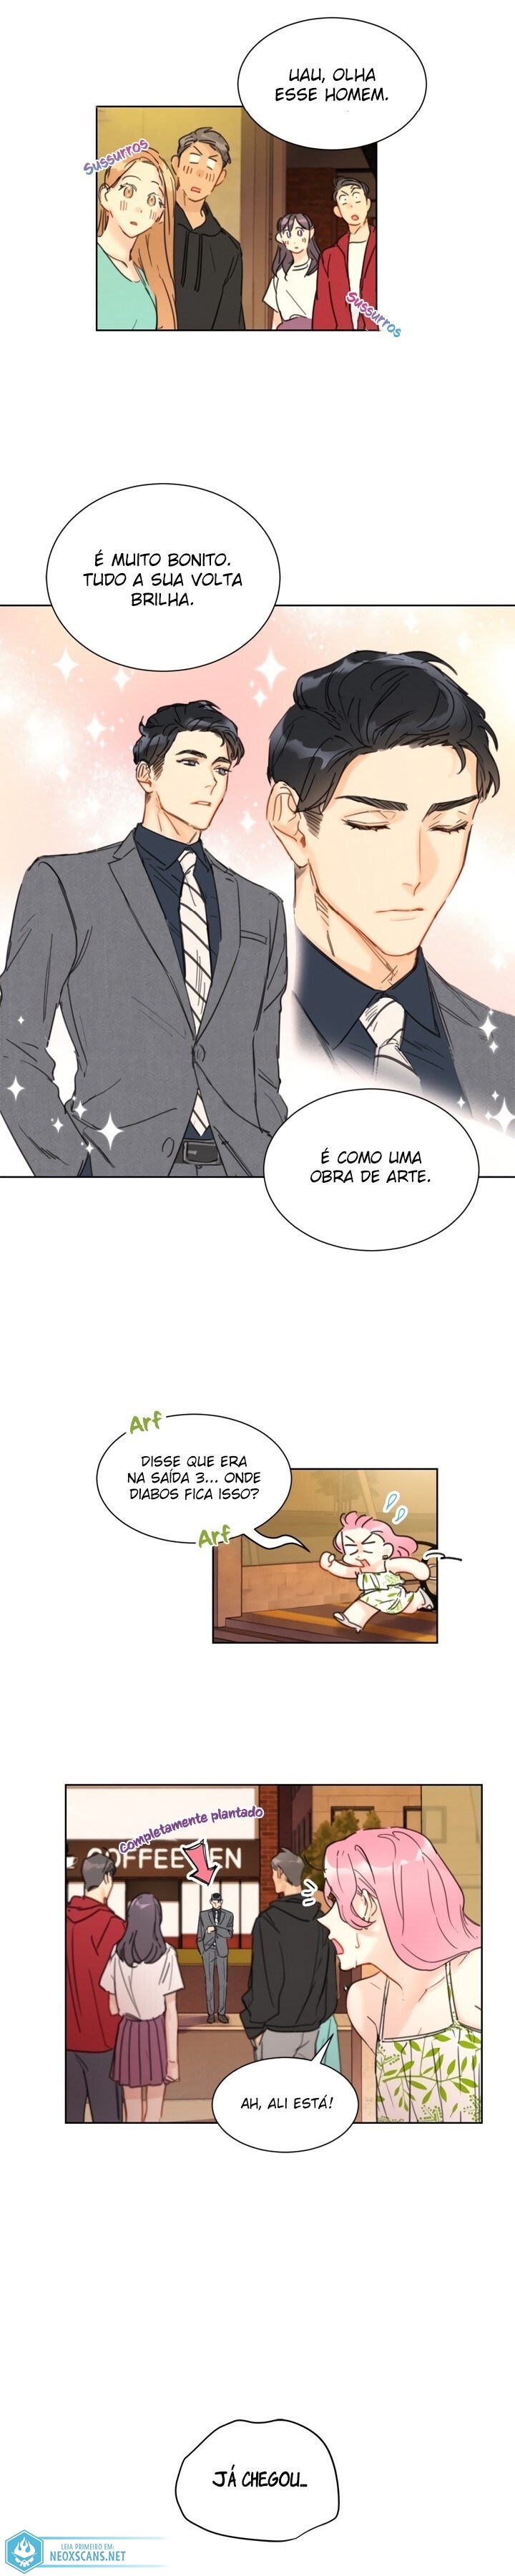 UAU, OLHA
ESSE HOMEM.
Sussurros
Sussurros
É MUITO BONITO.
TUDO A SUA VOLTA
BRILHA.
É COMO UMA
OBRA DE ARTE.
Arf
DISSE QUE ERA
NA SAÍDA 3... ONDE
DIABOS FICA ISSO?
Arf
completamente plantado
AH, ALI ESTÁ!
JÁ CHEGOU...
LEIA PRIMEIRO EM:
NEOXSCANS.NET